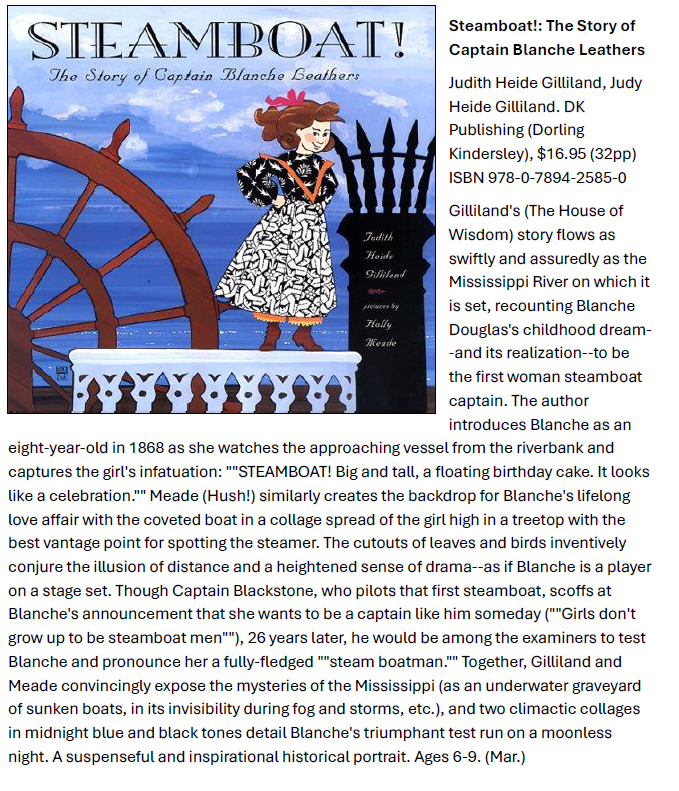 STEAMBOAT!
The Story of Captain Blanche Leathers
Judith
Heide
Gilliland
pictures by
Holly
Meade
Steamboat!: The Story of
Captain Blanche Leathers
Judith Heide Gilliland, Judy
Heide Gilliland. DK
Publishing (Dorling
Kindersley), $16.95 (32pp)
ISBN 978-0-7894-2585-0
Gilliland's (The House of
Wisdom) story flows as
swiftly and assuredly as the
Mississippi River on which it
is set, recounting Blanche
Douglas's childhood dream-
-and its realization--to be
the first woman steamboat
captain. The author
introduces Blanche as an
eight-year-old in 1868 as she watches the approaching vessel from the riverbank and
captures the girl's infatuation: ""STEAMBOAT! Big and tall, a floating birthday cake. It looks
like a celebration."" Meade (Hush!) similarly creates the backdrop for Blanche's lifelong
love affair with the coveted boat in a collage spread of the girl high in a treetop with the
best vantage point for spotting the steamer. The cutouts of leaves and birds inventively
conjure the illusion of distance and a heightened sense of drama--as if Blanche is a player
on a stage set. Though Captain Blackstone, who pilots that first steamboat, scoffs at
Blanche's announcement that she wants to be a captain like him someday (""Girls don't
grow up to be steamboat men""), 26 years later, he would be among the examiners to test
Blanche and pronounce her a fully-fledged ""steam boatman."" Together, Gilliland and
Meade convincingly expose the mysteries of the Mississippi (as an underwater graveyard
of sunken boats, in its invisibility during fog and storms, etc.), and two climactic collages
in midnight blue and black tones detail Blanche's triumphant test run on a moonless
night. A suspenseful and inspirational historical portrait. Ages 6-9. (Mar.)